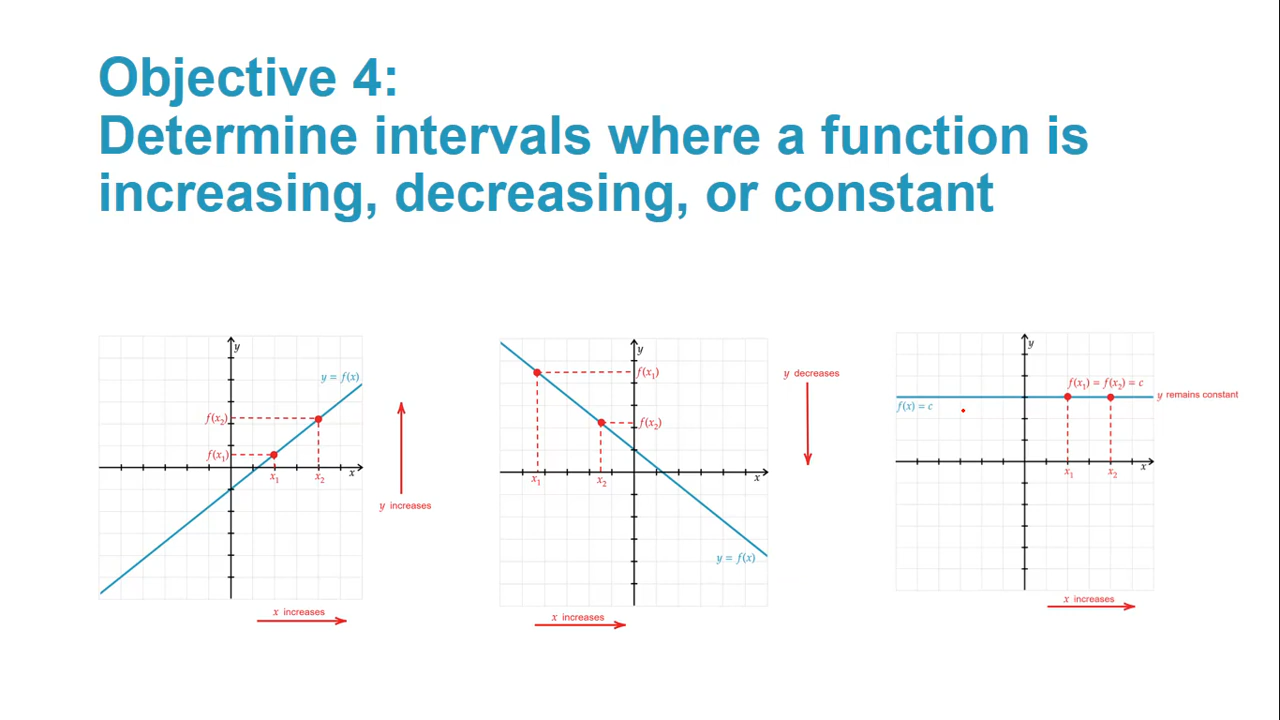 Objective 4:
Determine intervals where a function is
increasing, decreasing, or constant
y
y = f(x)
f(x₂)
f(x₁)
x
x₁
x₂
y increases
x increases
y
f(x₁)
f(x₂)
x
x₁
x₂
y = f(x)
y decreases
x increases
y
f(x₁) = f(x₂) = c
y remains constant
f(x) = c
x
x₁
x₂
x increases